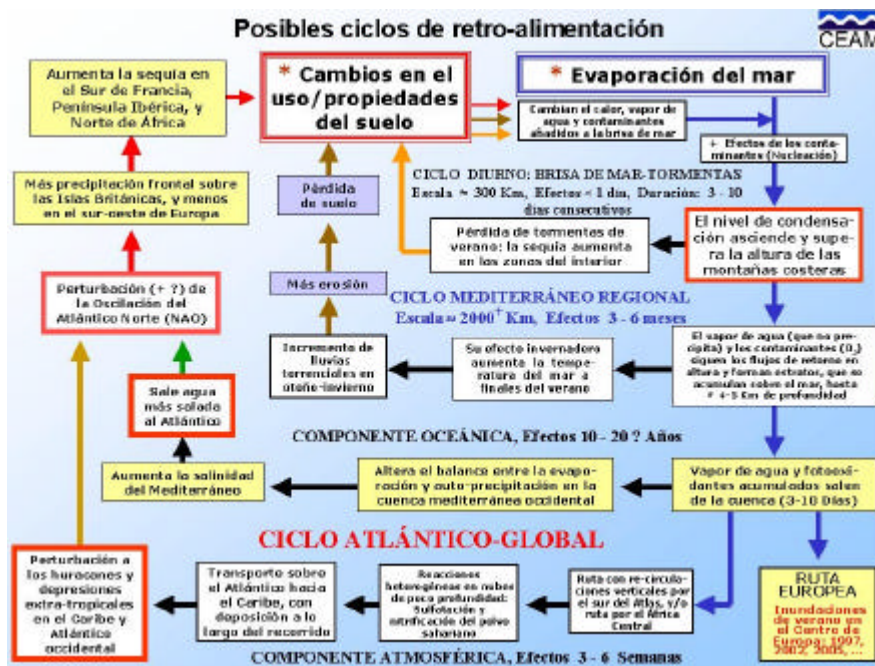 Posibles ciclos de retro-alimentación
CEAM
Aumenta la sequía en
el Sur de Francia,
Península Ibérica, y
Norte de África
* Cambios en el
uso/propiedades
del suelo
* Evaporación del mar
Cambian el calor, vapor de
agua y contaminantes
añadidos a la brisa de mar
+ Efectos de los conta-
minantes (Nucleación)
CICLO DIURNO: BRISA DE MAR-TORMENTAS
Escala ≈ 300 Km, Efectos < 1 día, Duración: 3 - 10
días consecutivos
Más precipitación frontal sobre
las Islas Británicas, y menos
en el sur-oeste de Europa
Pérdida
de suelo
Pérdida de tormentas de
verano: la sequía aumenta
en las zonas del interior
El nivel de condensa-
ción asciende y supe-
ra la altura de las
montañas costeras
Perturbación (+ ?) de
la Oscilación del
Atlántico Norte (NAO)
Más erosión
CICLO MEDITERRÁNEO REGIONAL
Escala ≈ 2000† Km, Efectos 3 - 6 meses
Incremento de
lluvias
torrenciales en
otoño-invierno
Su efecto invernadero
aumenta la tempe-
ratura del mar a
finales del verano
El vapor de agua (que no pre-
cipita) y los contaminantes (O3)
siguen los flujos de retorno en
altura y forman estratos, que se
acumulan sobre el mar, hasta
4-5 Km de profundidad
Sale agua
más salada
al Atlántico
COMPONENTE OCEÁNICA, Efectos 10 - 20 ? Años
Aumenta la salinidad
del Mediterráneo
Altera el balance entre la evapo-
ración y auto-precipitación en la
cuenca mediterránea occidental
Vapor de agua y fotooxi-
dantes acumulados salen
de la cuenca (3-10 Días)
CICLO ATLÁNTICO-GLOBAL
Perturbación a
los huracanes y
depresiones
extra-tropicales
en el Caribe y
Atlántico
occidental
Transporte sobre
el Atlántico hacia
el Caribe, con
deposición a lo
largo del recorrido
Reacciones
heterogéneas en nubes
de poca profundidad:
Sulfatación y
nitrificación del polvo
sahariano
Ruta con re-circula-
ciones verticales por
el sur del Atlas, y/o
ruta por el África
Central
RUTA
EUROPEA
Inundaciones
de verano en
el Centro de
Europa: 1997,
2002, 2005, ...
COMPONENTE ATMOSFÉRICA, Efectos 3 - 6 Semanas